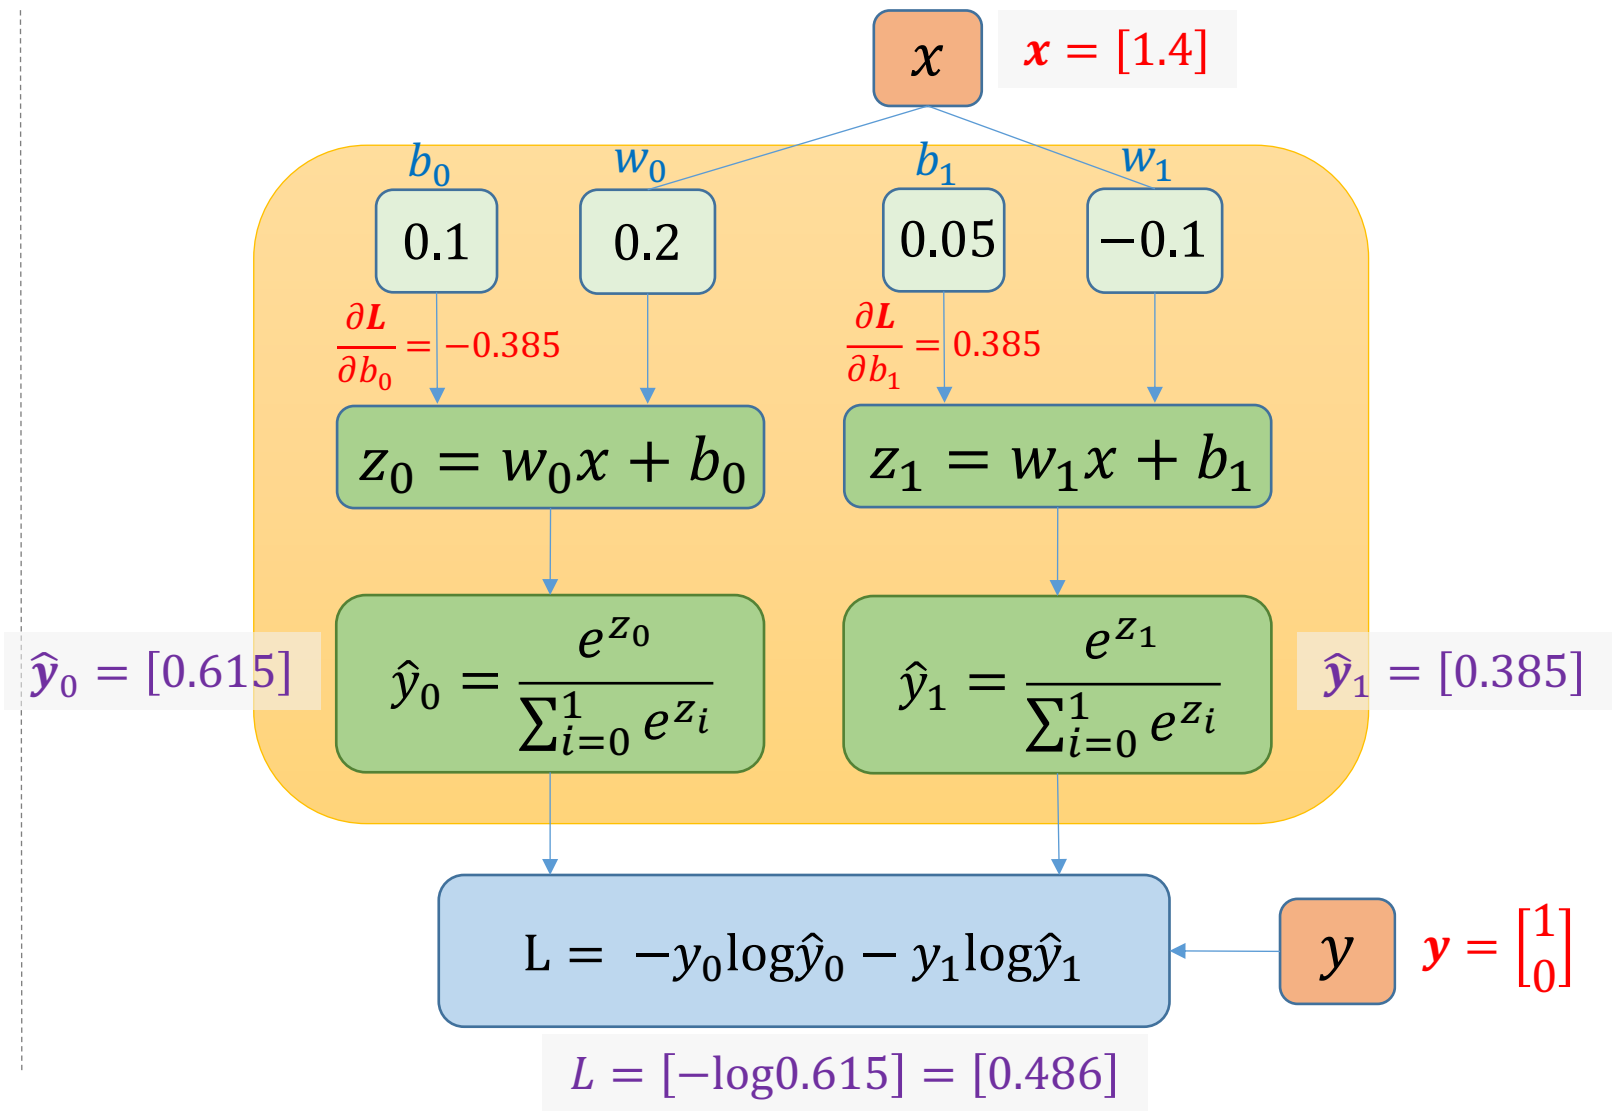 x
𝒙 = [1.4]
b₀ w₀ b₁ w₁
0.1 0.2 0.05 −0.1
∂𝑳/∂b₀ = −0.385
∂𝑳/∂b₁ = 0.385
z₀ = w₀x + b₀
z₁ = w₁x + b₁
𝒚̂₀ = [0.615]
ŷ₀ = e^{z₀} / ∑_{i=0}^{1} e^{z_i}
ŷ₁ = e^{z₁} / ∑_{i=0}^{1} e^{z_i}
𝒚̂₁ = [0.385]
L = −y₀logŷ₀ − y₁logŷ₁
y
𝒚 = [1
0]
L = [−log0.615] = [0.486]